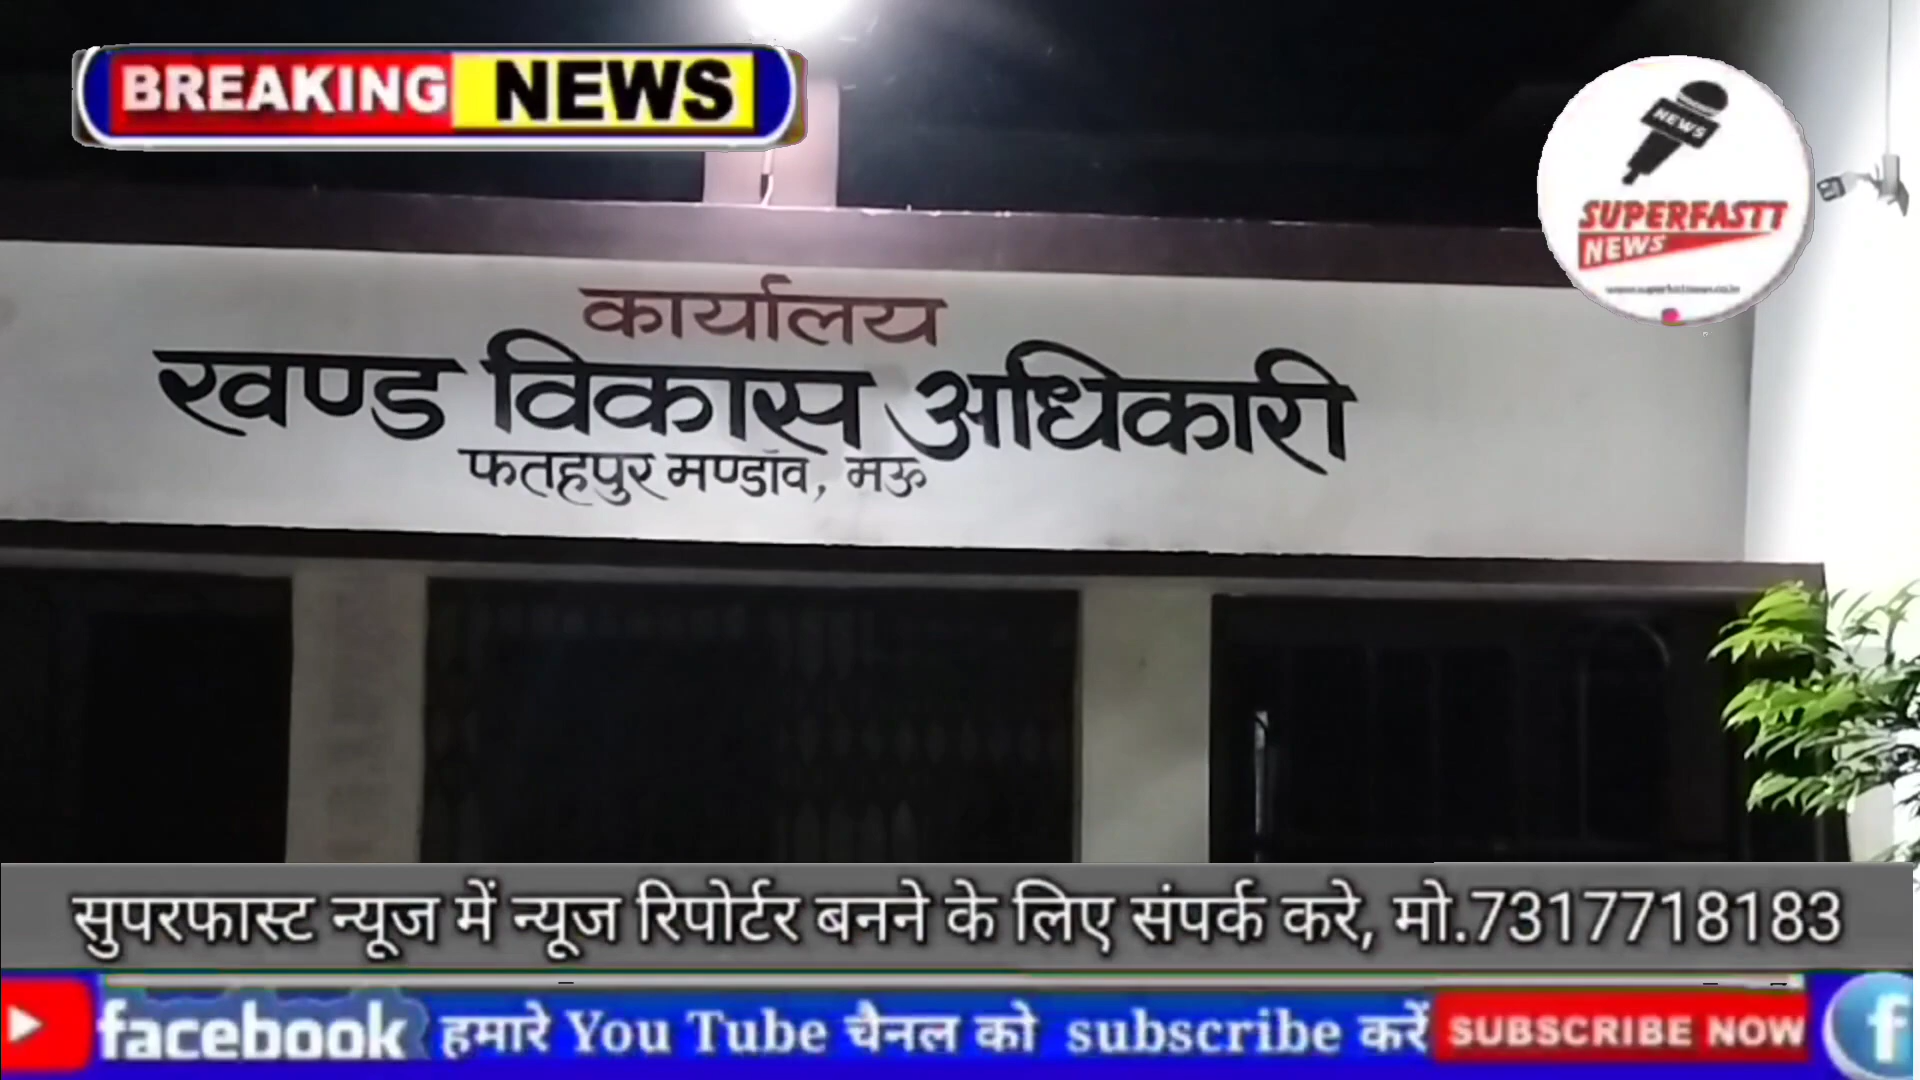 BREAKING NEWS
NEWS
SUPERFASTT
NEWS
कार्यालय
खण्ड विकास अधिकारी
फतहपुर मण्डांव, मऊ
सुपरफास्ट न्यूज में न्यूज रिपोर्टर बनने के लिए संपर्क करे, मो.7317718183
facebook हमारे You Tube चैनल को subscribe करें SUBSCRIBE NOW f